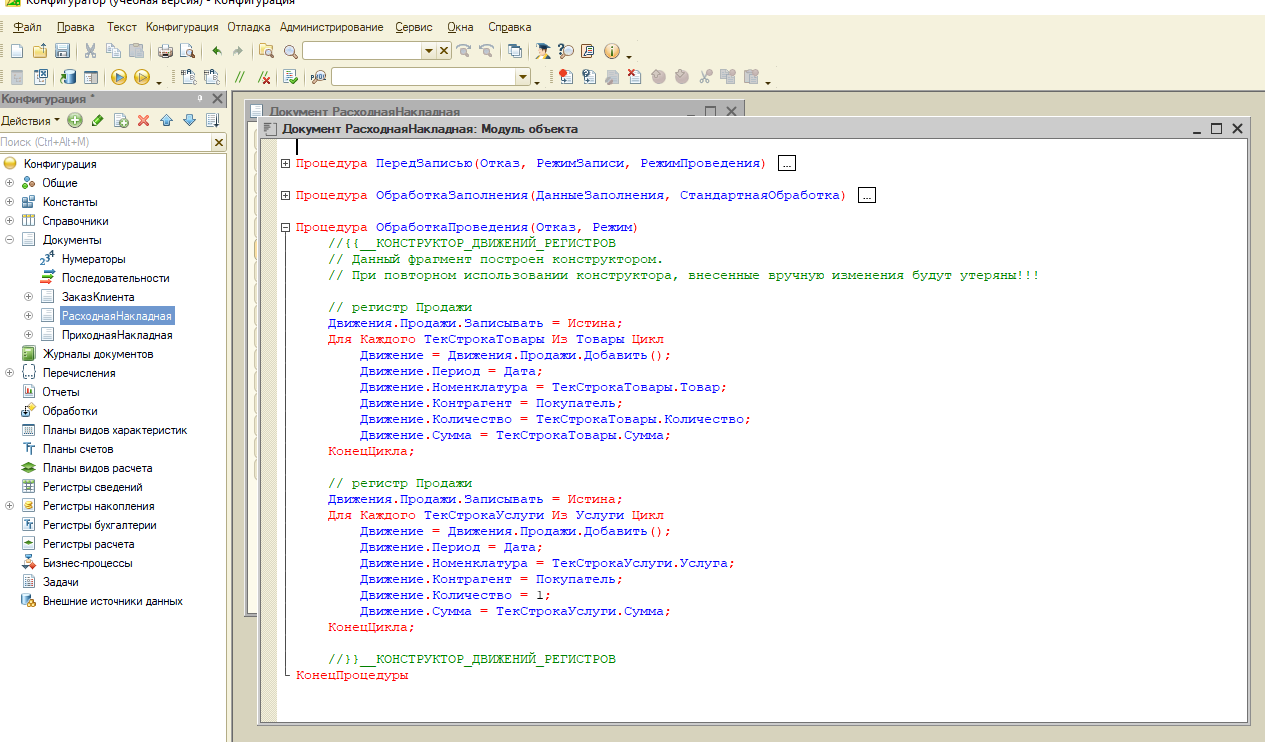 Конфигуратор (учебная версия) - Конфигурация
Файл Правка Текст Конфигурация Отладка Администрирование Сервис Окна Справка
Конфигурация *
Действия
Поиск (Ctrl+Alt+M)
Конфигурация
Общие
Константы
Справочники
Документы
Нумераторы
Последовательности
ЗаказКлиента
РасходнаяНакладная
ПриходнаяНакладная
Журналы документов
Перечисления
Отчеты
Обработки
Планы видов характеристик
Планы счетов
Планы видов расчета
Регистры сведений
Регистры накопления
Регистры бухгалтерии
Регистры расчета
Бизнес-процессы
Задачи
Внешние источники данных
Документ РасходнаяНакладная
Документ РасходнаяНакладная: Модуль объекта
Процедура ПередЗаписью(Отказ, РежимЗаписи, РежимПроведения) ...
Процедура ОбработкаЗаполнения(ДанныеЗаполнения, СтандартнаяОбработка) ...
Процедура ОбработкаПроведения(Отказ, Режим)
//{{__КОНСТРУКТОР_ДВИЖЕНИЙ_РЕГИСТРОВ
// Данный фрагмент построен конструктором.
// При повторном использовании конструктора, внесенные вручную изменения будут утеряны!!!
// регистр Продажи
Движения.Продажи.Записывать = Истина;
Для Каждого ТекСтрокаТовары Из Товары Цикл
Движение = Движения.Продажи.Добавить();
Движение.Период = Дата;
Движение.Номенклатура = ТекСтрокаТовары.Товар;
Движение.Контрагент = Покупатель;
Движение.Количество = ТекСтрокаТовары.Количество;
Движение.Сумма = ТекСтрокаТовары.Сумма;
КонецЦикла;
// регистр Продажи
Движения.Продажи.Записывать = Истина;
Для Каждого ТекСтрокаУслуги Из Услуги Цикл
Движение = Движения.Продажи.Добавить();
Движение.Период = Дата;
Движение.Номенклатура = ТекСтрокаУслуги.Услуга;
Движение.Контрагент = Покупатель;
Движение.Количество = 1;
Движение.Сумма = ТекСтрокаУслуги.Сумма;
КонецЦикла;
//}}__КОНСТРУКТОР_ДВИЖЕНИЙ_РЕГИСТРОВ
КонецПроцедуры